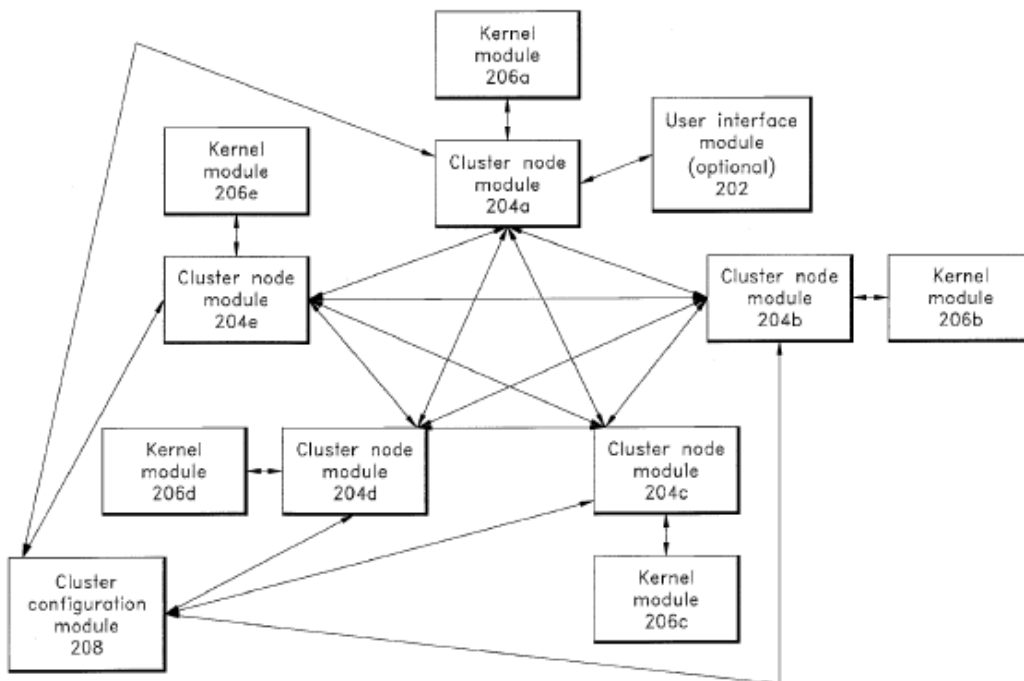 Kernel
module
206a
User interface
module
(optional)
202
Kernel
module
206e
Cluster node
module
204a
Cluster node
module
204e
Cluster node
module
204b
Kernel
module
206b
Kernel
module
206d
Cluster node
module
204d
Cluster node
module
204c
Cluster
configuration
module
208
Kernel
module
206c